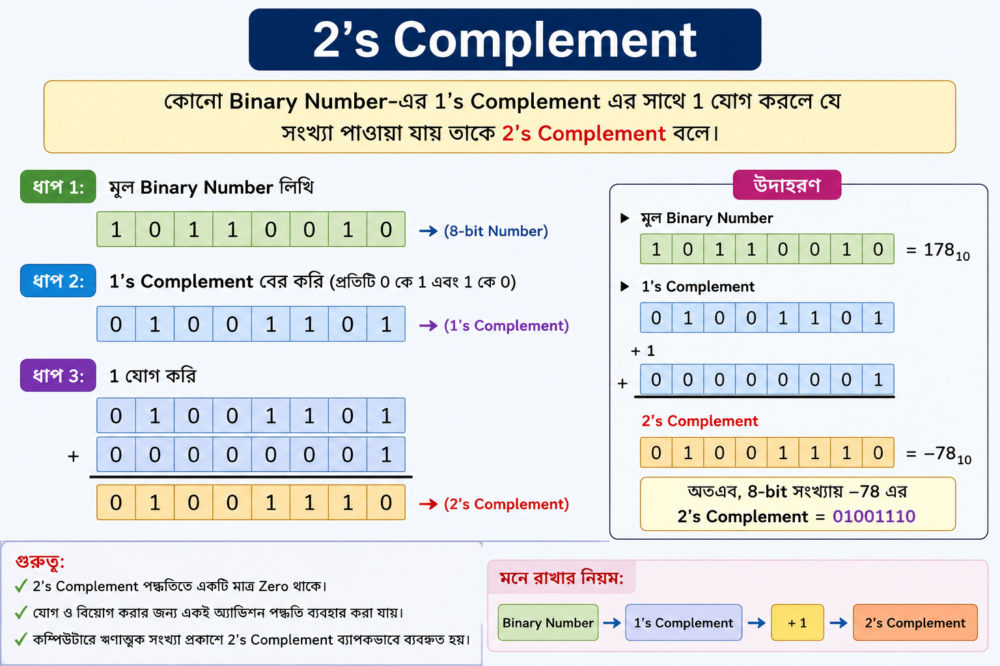 2’s Complement
কোনো Binary Number-এর 1’s Complement এর সাথে 1 যোগ করলে যে
সংখ্যা পাওায়া যায় তাকে 2’s Complement বলে।
ধাপ 1: মূল Binary Number লিখি
1 0 1 1 0 0 1 0 → (8-bit Number)
ধাপ 2: 1’s Complement বের করি (প্রতিটি 0 কে 1 এবং 1 কে 0)
0 1 0 0 1 1 0 1 → (1’s Complement)
ধাপ 3: 1 যোগ করি
0 1 0 0 1 1 0 1
+ 0 0 0 0 0 0 0 1
0 1 0 0 1 1 1 0 → (2’s Complement)
উদাহরণ
▶ মূল Binary Number
1 0 1 1 0 0 1 0 = 178₁₀
▶ 1’s Complement
0 1 0 0 1 1 0 1
+ 1
+ 0 0 0 0 0 0 0 1
2’s Complement
0 1 0 0 1 1 1 0 = –78₁₀
অতএব, 8-bit সংখ্যায় –78 এর
2’s Complement = 01001110
গুরুতু:
✓ 2’s Complement পদ্ধতিতে একটি মাত্র Zero থাকে।
✓ যোগ ও বিয়োগ করার জন্য একই অ্যাডিশন পদ্ধতি ব্যবহার করা যায়।
✓ কম্পিউটারে ঋণাত্মক সংখ্যা প্রকাশে 2’s Complement ব্যাপকভাবে ব্যবহৃত হয়।
মনে রাখার নিয়ম:
Binary Number → 1’s Complement → + 1 → 2’s Complement